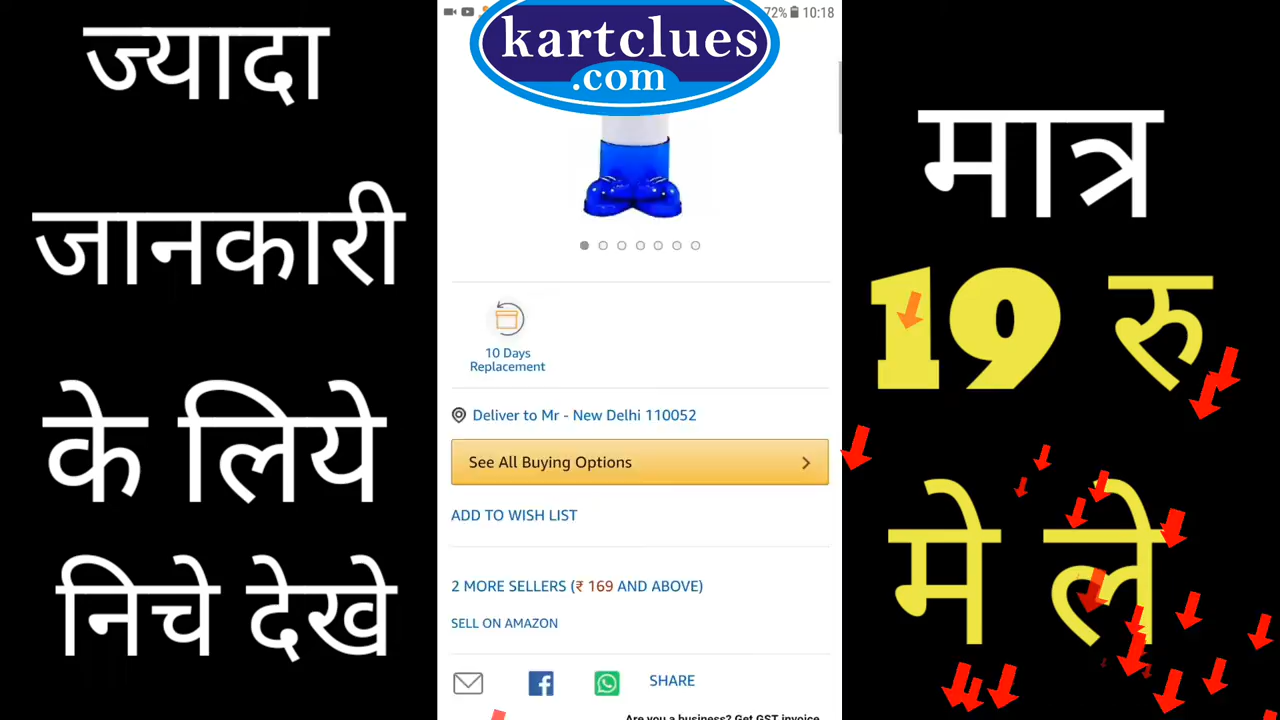 ज्यादा
जानकारी
के लिये
निचे देखे
72% 10:18
kartclues
.com
10 Days
Replacement
Deliver to Mr - New Delhi 110052
See All Buying Options
ADD TO WISH LIST
2 MORE SELLERS (₹ 169 AND ABOVE)
SELL ON AMAZON
SHARE
Are you a business? Get GST invoice
मात्र
19 रु
मे ले